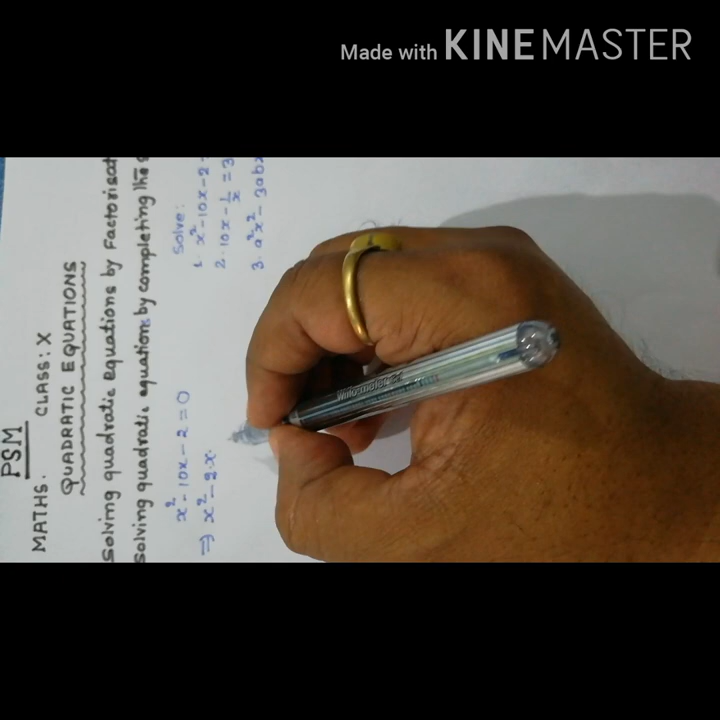 Made with KINEMASTER
PSM
MATHS. CLASS: X
QUADRATIC EQUATIONS
Solving quadratic equations by Factorisat
Solving quadratic equations by completing the s
x² - 10x - 2 = 0
⇒ x² - 2·x·
Solve:
1. x² - 10x - 2
2. 10x - 1/x = 3
3. a²x² - 3abx